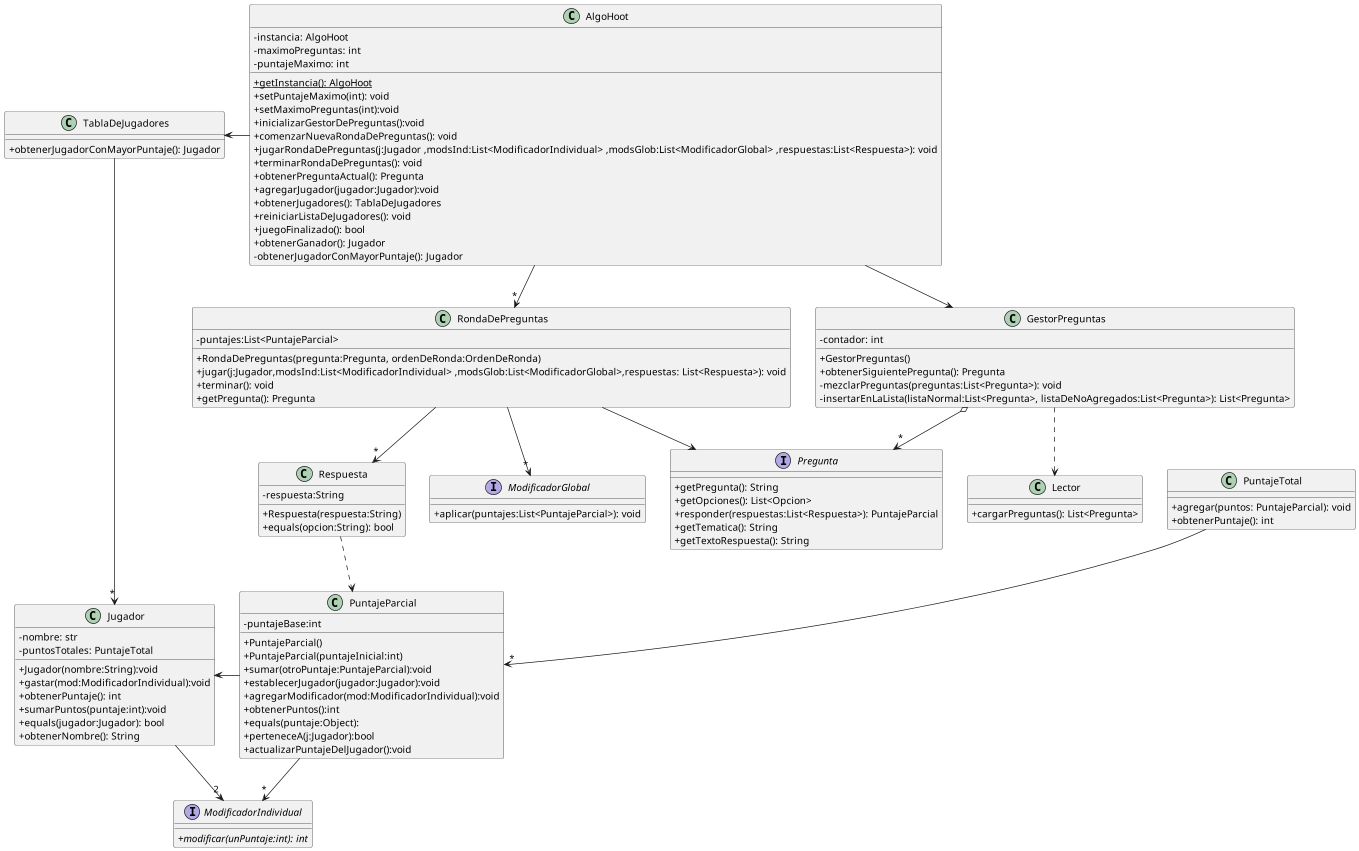 C AlgoHoot
-instancia: AlgoHoot
-maximoPreguntas: int
-puntajeMaximo: int
+getInstancia(): AlgoHoot
+setPuntajeMaximo(int): void
+setMaximoPreguntas(int):void
+inicializarGestorDePreguntas():void
+comenzarNuevaRondaDePreguntas(): void
+jugarRondaDePreguntas(j:Jugador ,modsInd:List<ModificadorIndividual> ,modsGlob:List<ModificadorGlobal> ,respuestas:List<Respuesta>): void
+terminarRondaDePreguntas(): void
+obtenerPreguntaActual(): Pregunta
+agregarJugador(jugador:Jugador):void
+obtenerJugadores(): TablaDeJugadores
+reiniciarListaDeJugadores(): void
+juegoFinalizado(): bool
+obtenerGanador(): Jugador
-obtenerJugadorConMayorPuntaje(): Jugador
C TablaDeJugadores
+obtenerJugadorConMayorPuntaje(): Jugador
*
C RondaDePreguntas
-puntajes:List<PuntajeParcial>
+RondaDePreguntas(pregunta:Pregunta, ordenDeRonda:OrdenDeRonda)
+jugar(j:Jugador,modsInd:List<ModificadorIndividual> ,modsGlob:List<ModificadorGlobal>,respuestas: List<Respuesta>): void
+terminar(): void
+getPregunta(): Pregunta
C GestorPreguntas
-contador: int
+GestorPreguntas()
+obtenerSiguientePregunta(): Pregunta
-mezclarPreguntas(preguntas:List<Pregunta>): void
-insertarEnLaLista(listaNormal:List<Pregunta>, listaDeNoAgregados:List<Pregunta>): List<Pregunta>
*
*
*
C Respuesta
-respuesta:String
+Respuesta(respuesta:String)
+equals(opcion:String): bool
I ModificadorGlobal
+aplicar(puntajes:List<PuntajeParcial>): void
I Pregunta
+getPregunta(): String
+getOpciones(): List<Opcion>
+responder(respuestas:List<Respuesta>): PuntajeParcial
+getTematica(): String
+getTextoRespuesta(): String
C Lector
+cargarPreguntas(): List<Pregunta>
C PuntajeTotal
+agregar(puntos: PuntajeParcial): void
+obtenerPuntaje(): int
*
C Jugador
-nombre: str
-puntosTotales: PuntajeTotal
+Jugador(nombre:String):void
+gastar(mod:ModificadorIndividual):void
+obtenerPuntaje(): int
+sumarPuntos(puntaje:int):void
+equals(jugador:Jugador): bool
+obtenerNombre(): String
C PuntajeParcial
-puntajeBase:int
+PuntajeParcial()
+PuntajeParcial(puntajeInicial:int)
+sumar(otroPuntaje:PuntajeParcial):void
+establecerJugador(jugador:Jugador):void
+agregarModificador(mod:ModificadorIndividual):void
+obtenerPuntos():int
+equals(puntaje:Object):
+perteneceA(j:Jugador):bool
+actualizarPuntajeDelJugador():void
*
2
*
I ModificadorIndividual
+modificar(unPuntaje:int): int